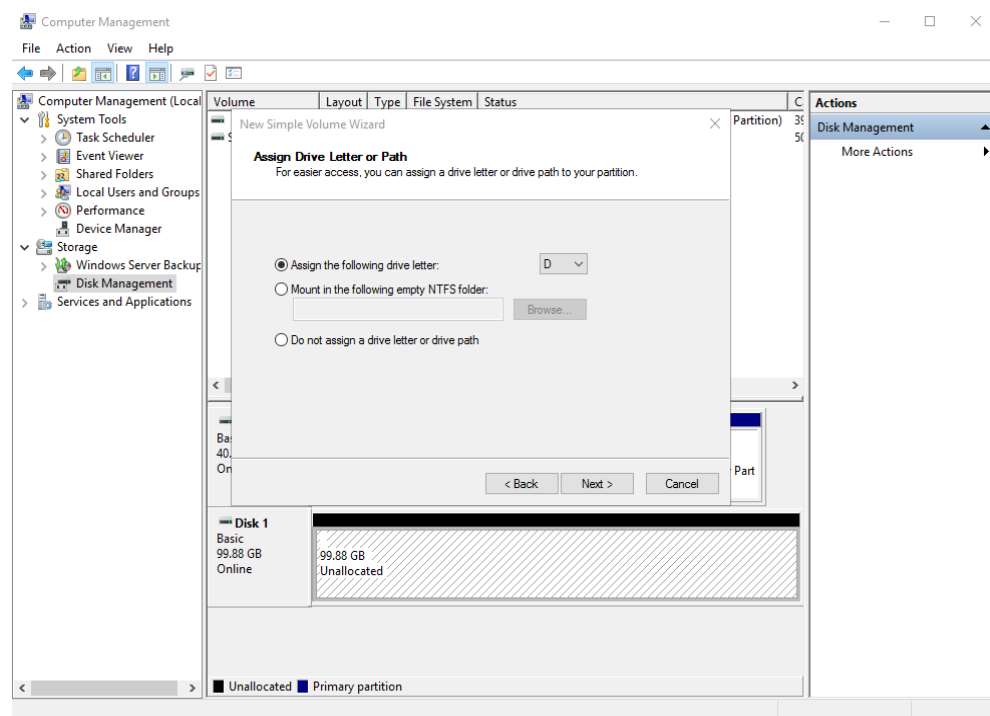 Computer Management
File Action View Help
Computer Management (Local
System Tools
Task Scheduler
Event Viewer
Shared Folders
Local Users and Groups
Performance
Device Manager
Storage
Windows Server Backup
Disk Management
Services and Applications
Volume Layout Type File System Status C
Partition) 39
S 50
New Simple Volume Wizard
Assign Drive Letter or Path
For easier access, you can assign a drive letter or drive path to your partition.
Assign the following drive letter: D
Mount in the following empty NTFS folder:
Browse...
Do not assign a drive letter or drive path
< Back Next > Cancel
Bas
40.
On
Part
Disk 1
Basic
99.88 GB
Online
99.88 GB
Unallocated
Unallocated Primary partition
Actions
Disk Management
More Actions